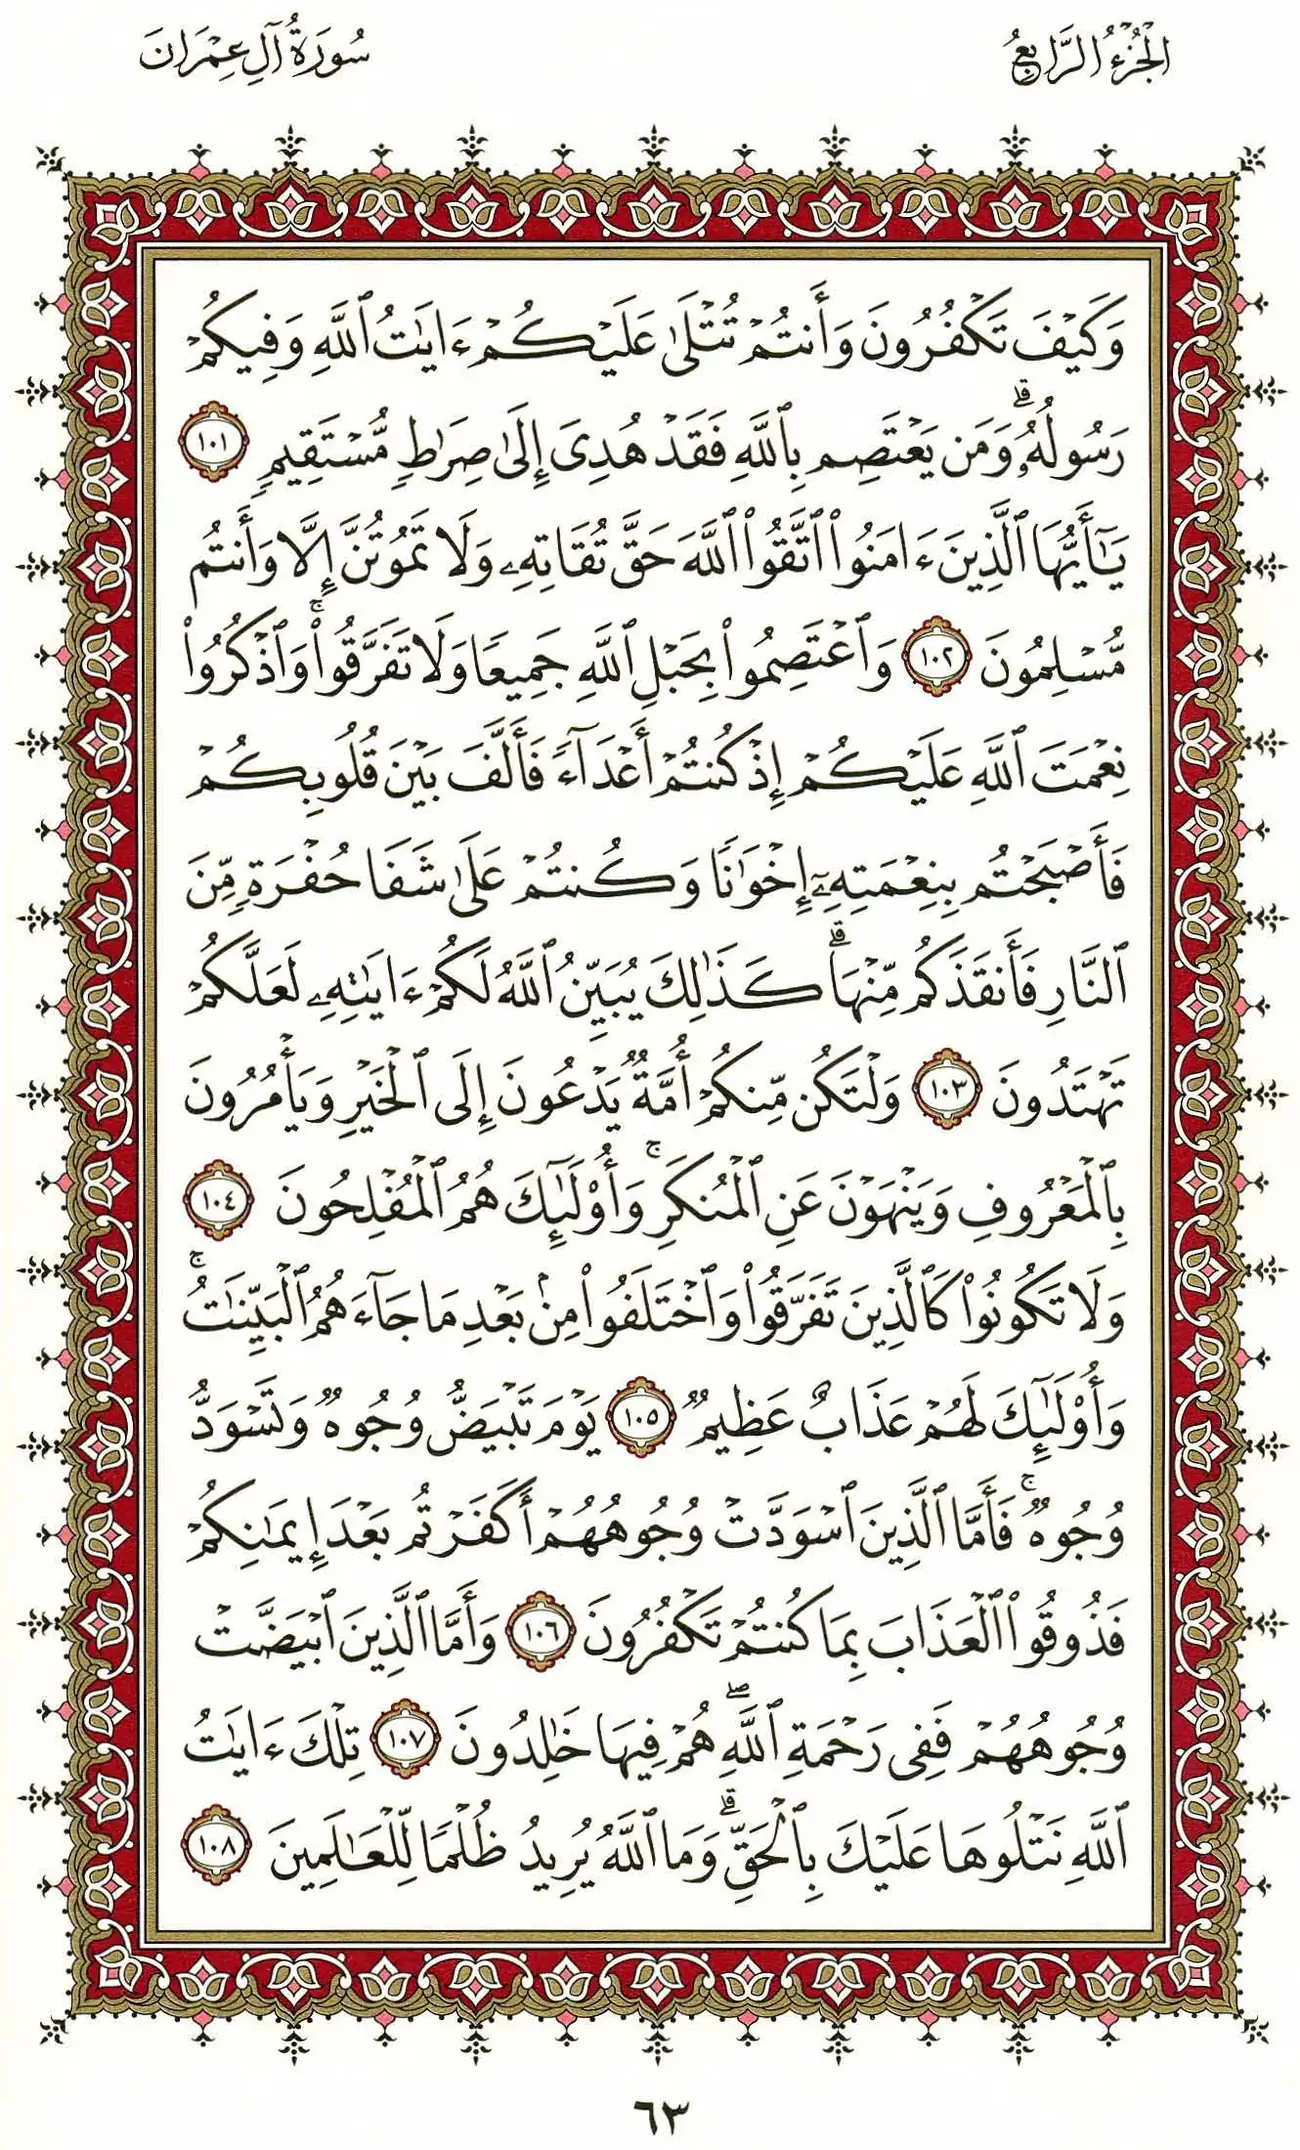 الجُزْءُ الرَّابِعُ
سُورَةُ آلِ عِمْرَانَ
وَكَيْفَ تَكْفُرُونَ وَأَنتُمْ تُتْلَىٰ عَلَيْكُمْ ءَايَٰتُ ٱللَّهِ وَفِيكُمْ
رَسُولُهُۥۗ وَمَن يَعْتَصِم بِٱللَّهِ فَقَدْ هُدِىَ إِلَىٰ صِرَٰطٍ مُّسْتَقِيمٍ ١٠١
يَٰٓأَيُّهَا ٱلَّذِينَ ءَامَنُوا۟ ٱتَّقُوا۟ ٱللَّهَ حَقَّ تُقَاتِهِۦ وَلَا تَمُوتُنَّ إِلَّا وَأَنتُم
مُّسْلِمُونَ ١٠٢ وَٱعْتَصِمُوا۟ بِحَبْلِ ٱللَّهِ جَمِيعًا وَلَا تَفَرَّقُوا۟ۚ وَٱذْكُرُوا۟
نِعْمَتَ ٱللَّهِ عَلَيْكُمْ إِذْ كُنتُمْ أَعْدَآءً فَأَلَّفَ بَيْنَ قُلُوبِكُمْ
فَأَصْبَحْتُم بِنِعْمَتِهِۦٓ إِخْوَٰنًا وَكُنتُمْ عَلَىٰ شَفَا حُفْرَةٍ مِّنَ
ٱلنَّارِ فَأَنقَذَكُم مِّنْهَاۗ كَذَٰلِكَ يُبَيِّنُ ٱللَّهُ لَكُمْ ءَايَٰتِهِۦ لَعَلَّكُمْ
تَهْتَدُونَ ١٠٣ وَلْتَكُن مِّنكُمْ أُمَّةٌ يَدْعُونَ إِلَى ٱلْخَيْرِ وَيَأْمُرُونَ
بِٱلْمَعْرُوفِ وَيَنْهَوْنَ عَنِ ٱلْمُنكَرِۚ وَأُو۟لَٰٓئِكَ هُمُ ٱلْمُفْلِحُونَ ١٠٤
وَلَا تَكُونُوا۟ كَٱلَّذِينَ تَفَرَّقُوا۟ وَٱخْتَلَفُوا۟ مِنۢ بَعْدِ مَا جَآءَهُمُ ٱلْبَيِّنَٰتُۚ
وَأُو۟لَٰٓئِكَ لَهُمْ عَذَابٌ عَظِيمٌ ١٠٥ يَوْمَ تَبْيَضُّ وُجُوهٌ وَتَسْوَدُّ
وُجُوهٌۚ فَأَمَّا ٱلَّذِينَ ٱسْوَدَّتْ وُجُوهُهُمْ أَكَفَرْتُم بَعْدَ إِيمَٰنِكُمْ
فَذُوقُوا۟ ٱلْعَذَابَ بِمَا كُنتُمْ تَكْفُرُونَ ١٠٦ وَأَمَّا ٱلَّذِينَ ٱبْيَضَّتْ
وُجُوهُهُمْ فَفِى رَحْمَةِ ٱللَّهِۖ هُمْ فِيهَا خَٰلِدُونَ ١٠٧ تِلْكَ ءَايَٰتُ
ٱللَّهِ نَتْلُوهَا عَلَيْكَ بِٱلْحَقِّۗ وَمَا ٱللَّهُ يُرِيدُ ظُلْمًا لِّلْعَٰلَمِينَ ١٠٨
٦٣